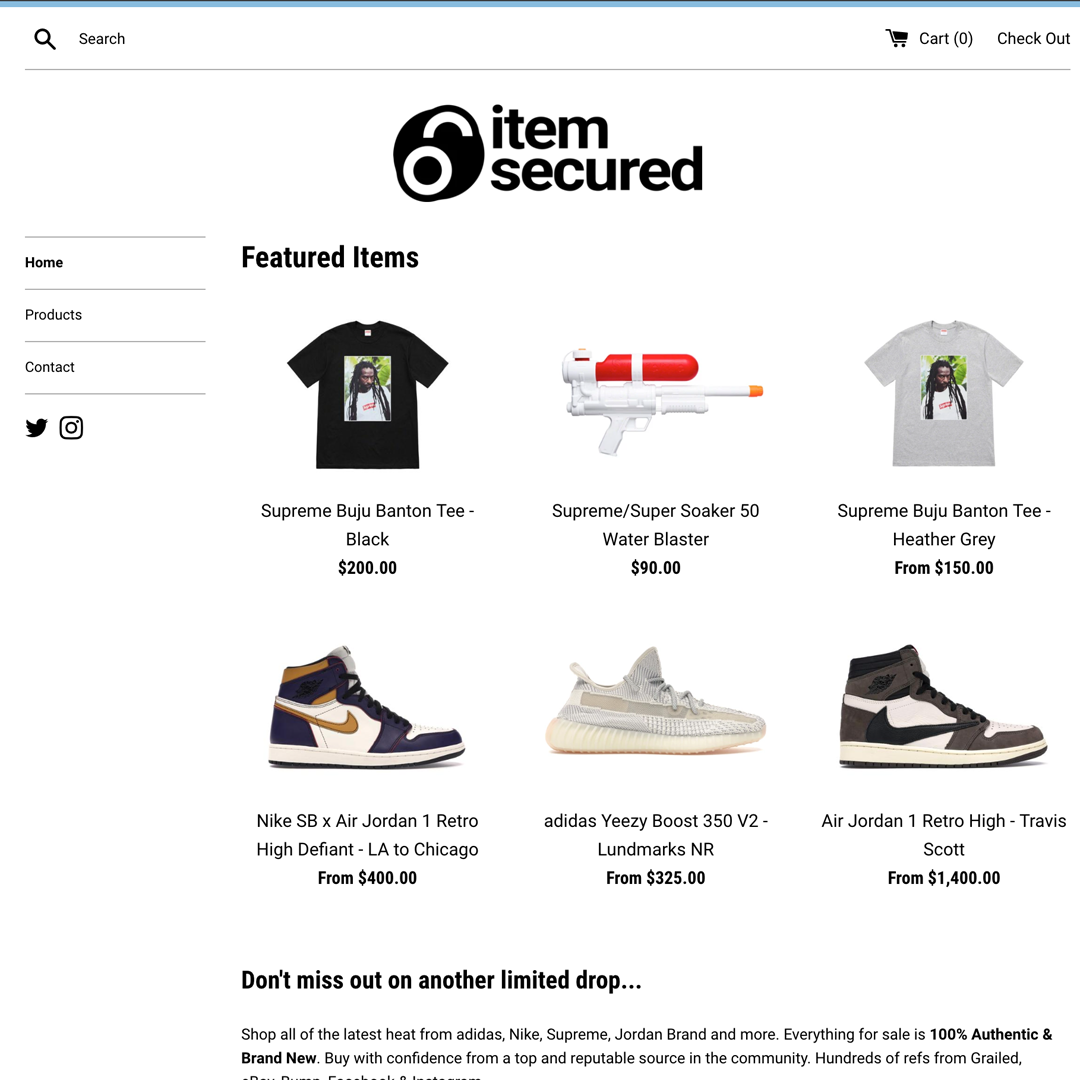 Search
Cart (0)
Check Out
item
secured
Home
Products
Contact
Featured Items
Supreme Buju Banton Tee -
Black
$200.00
Supreme/Super Soaker 50
Water Blaster
$90.00
Supreme Buju Banton Tee -
Heather Grey
From $150.00
Nike SB x Air Jordan 1 Retro
High Defiant - LA to Chicago
From $400.00
adidas Yeezy Boost 350 V2 -
Lundmarks NR
From $325.00
Air Jordan 1 Retro High - Travis
Scott
From $1,400.00
Don't miss out on another limited drop...
Shop all of the latest heat from adidas, Nike, Supreme, Jordan Brand and more. Everything for sale is 100% Authentic &
Brand New. Buy with confidence from a top and reputable source in the community. Hundreds of refs from Grailed,
eBay, Bump, Facebook & Instagram.